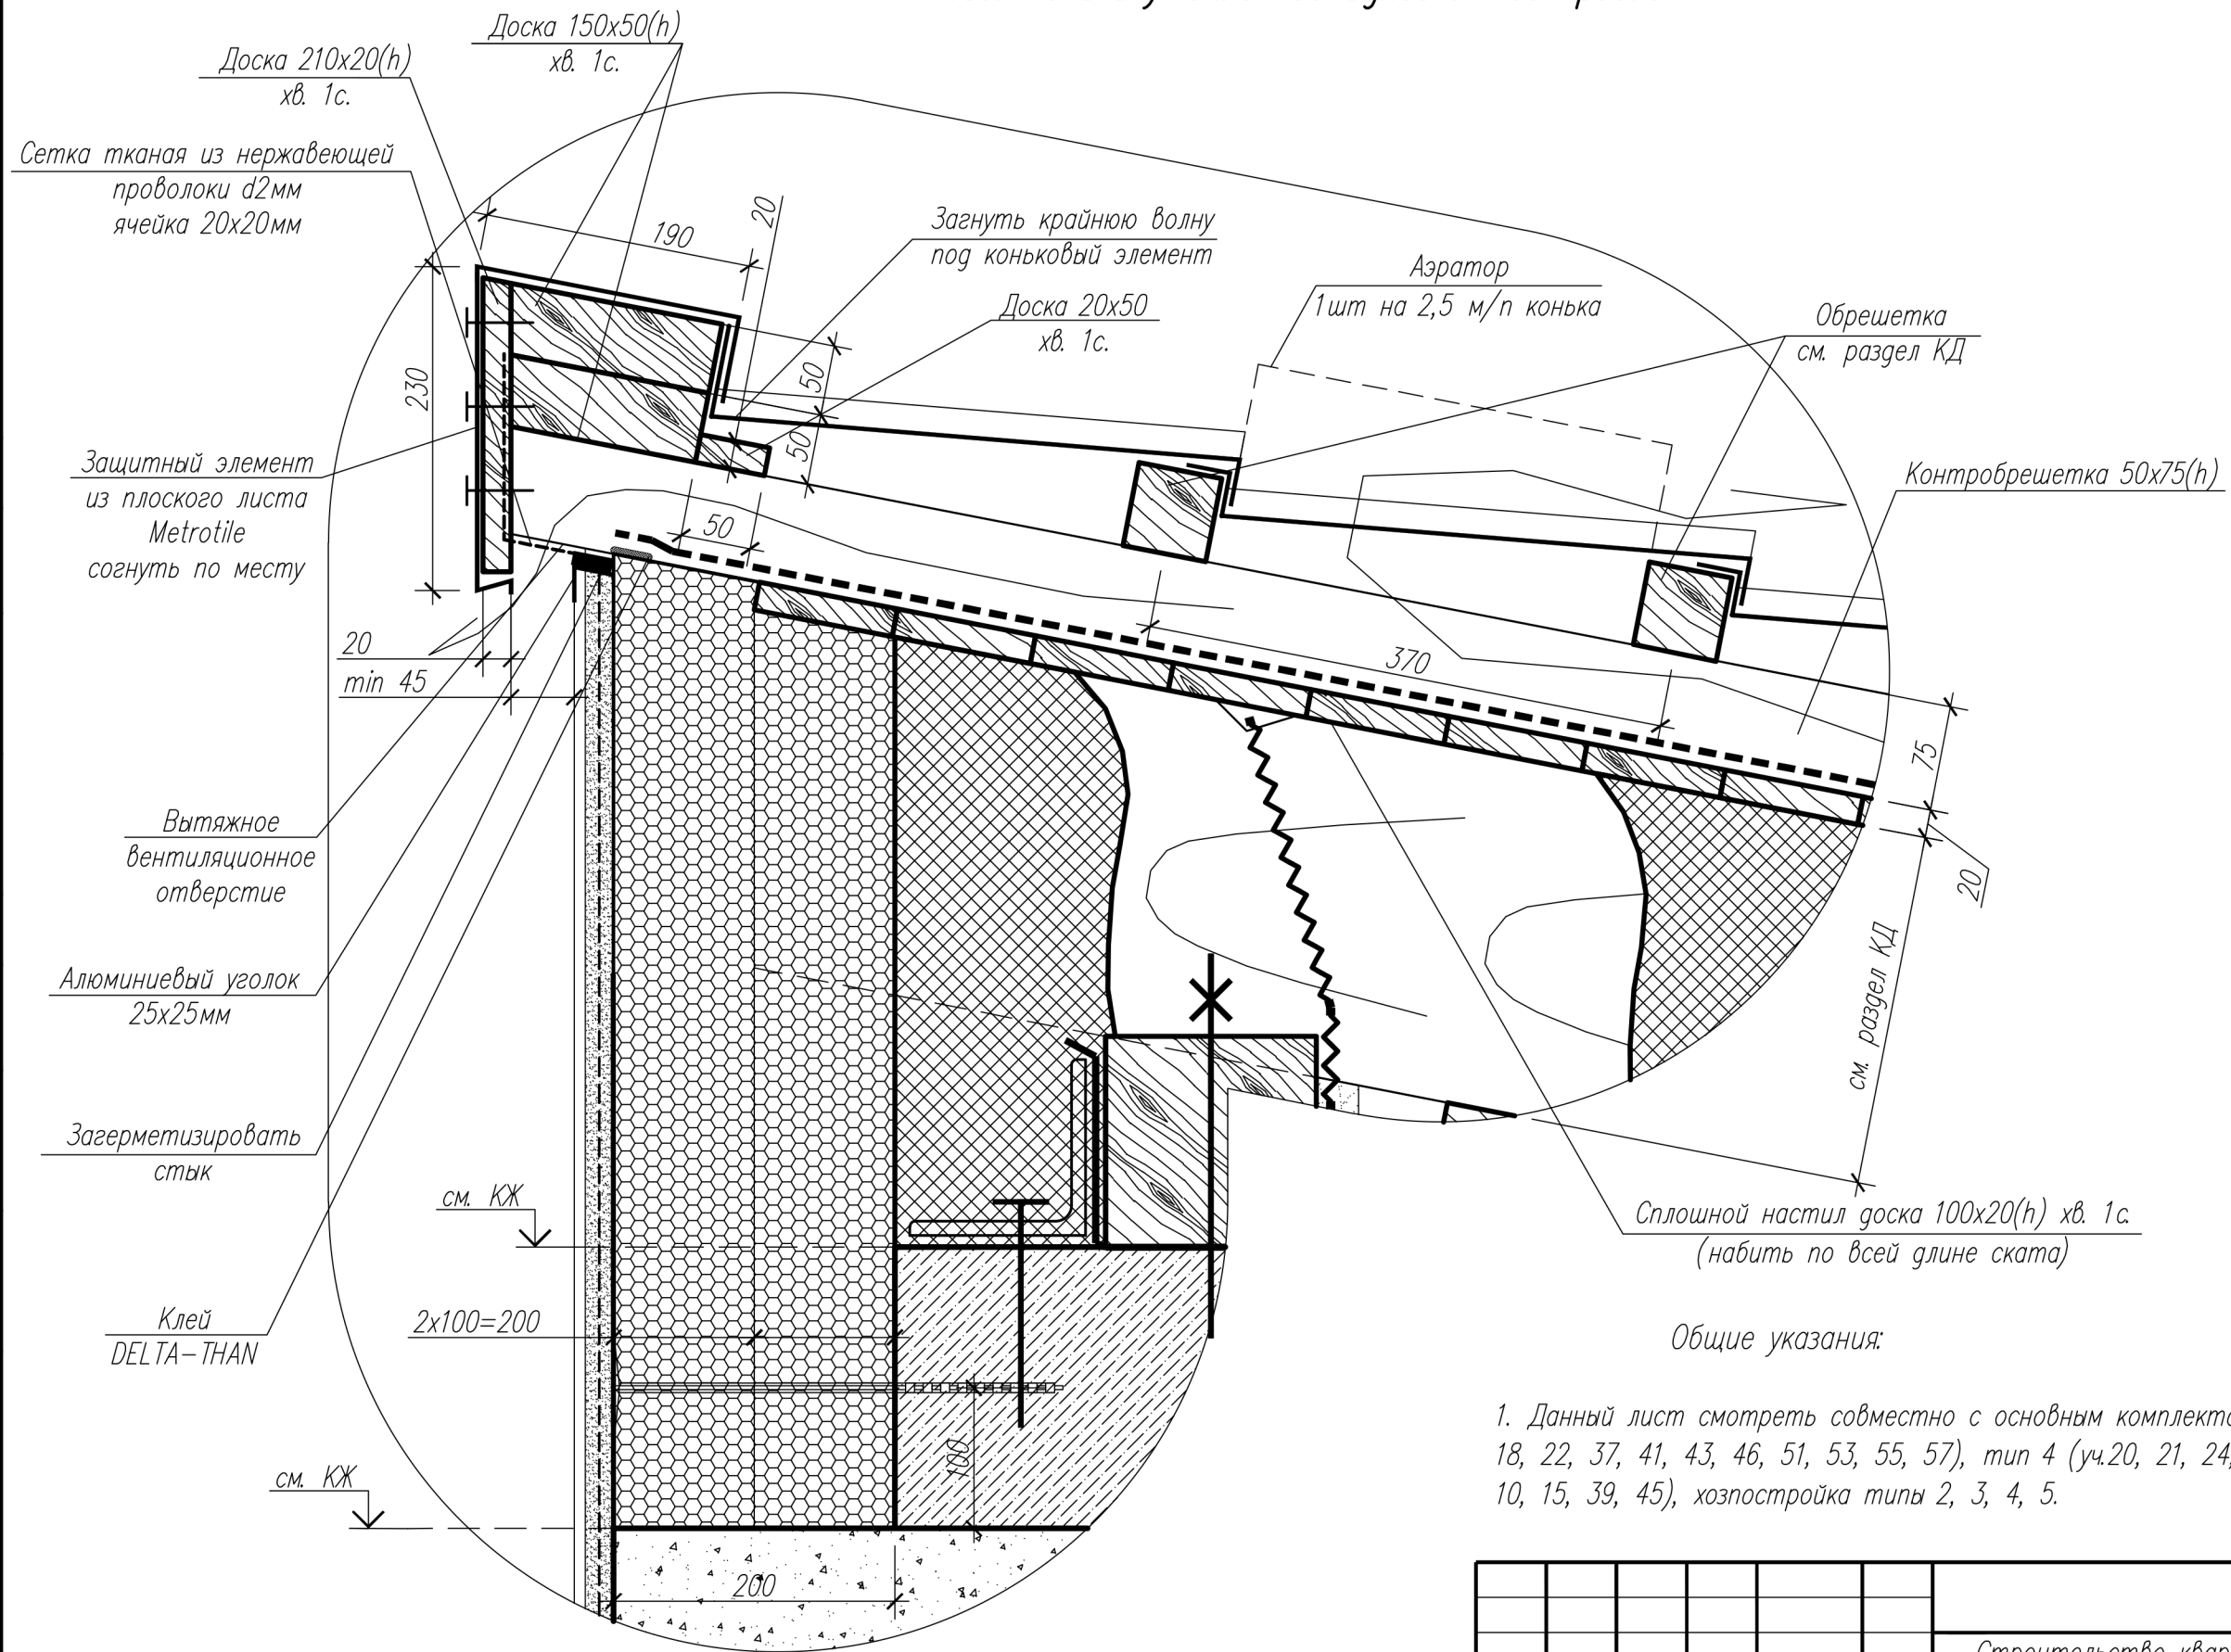 Доска 150х50(h)
хв. 1с.
Доска 210х20(h)
хв. 1с.
Сетка тканая из нержавеющей
проволоки d2мм
ячейка 20х20мм
190
20
Загнуть крайнюю волну
под коньковый элемент
Доска 20х50
хв. 1с.
Аэратор
1шт на 2,5 м/п конька
Обрешетка
см. раздел КД
230
50
50
Защитный элемент
из плоского листа
Metrotile
согнуть по месту
Контробрешетка 50х75(h)
50
370
20
min 45
75
20
см. раздел КД
Вытяжное
вентиляционное
отверстие
Алюминиевый уголок
25х25мм
Загерметизировать
стык
см. КЖ
Клей
DELTA-THAN
2х100=200
Сплошной настил доска 100х20(h) хв. 1с.
(набить по всей длине ската)
100
см. КЖ
200
Общие указания:
1. Данный лист смотреть совместно с основным
18, 22, 37, 41, 43, 46, 51, 53, 55, 57), тип 4 (уч.20, 21, 24,
10, 15, 39, 45), хозпостройка типы 2, 3, 4, 5.